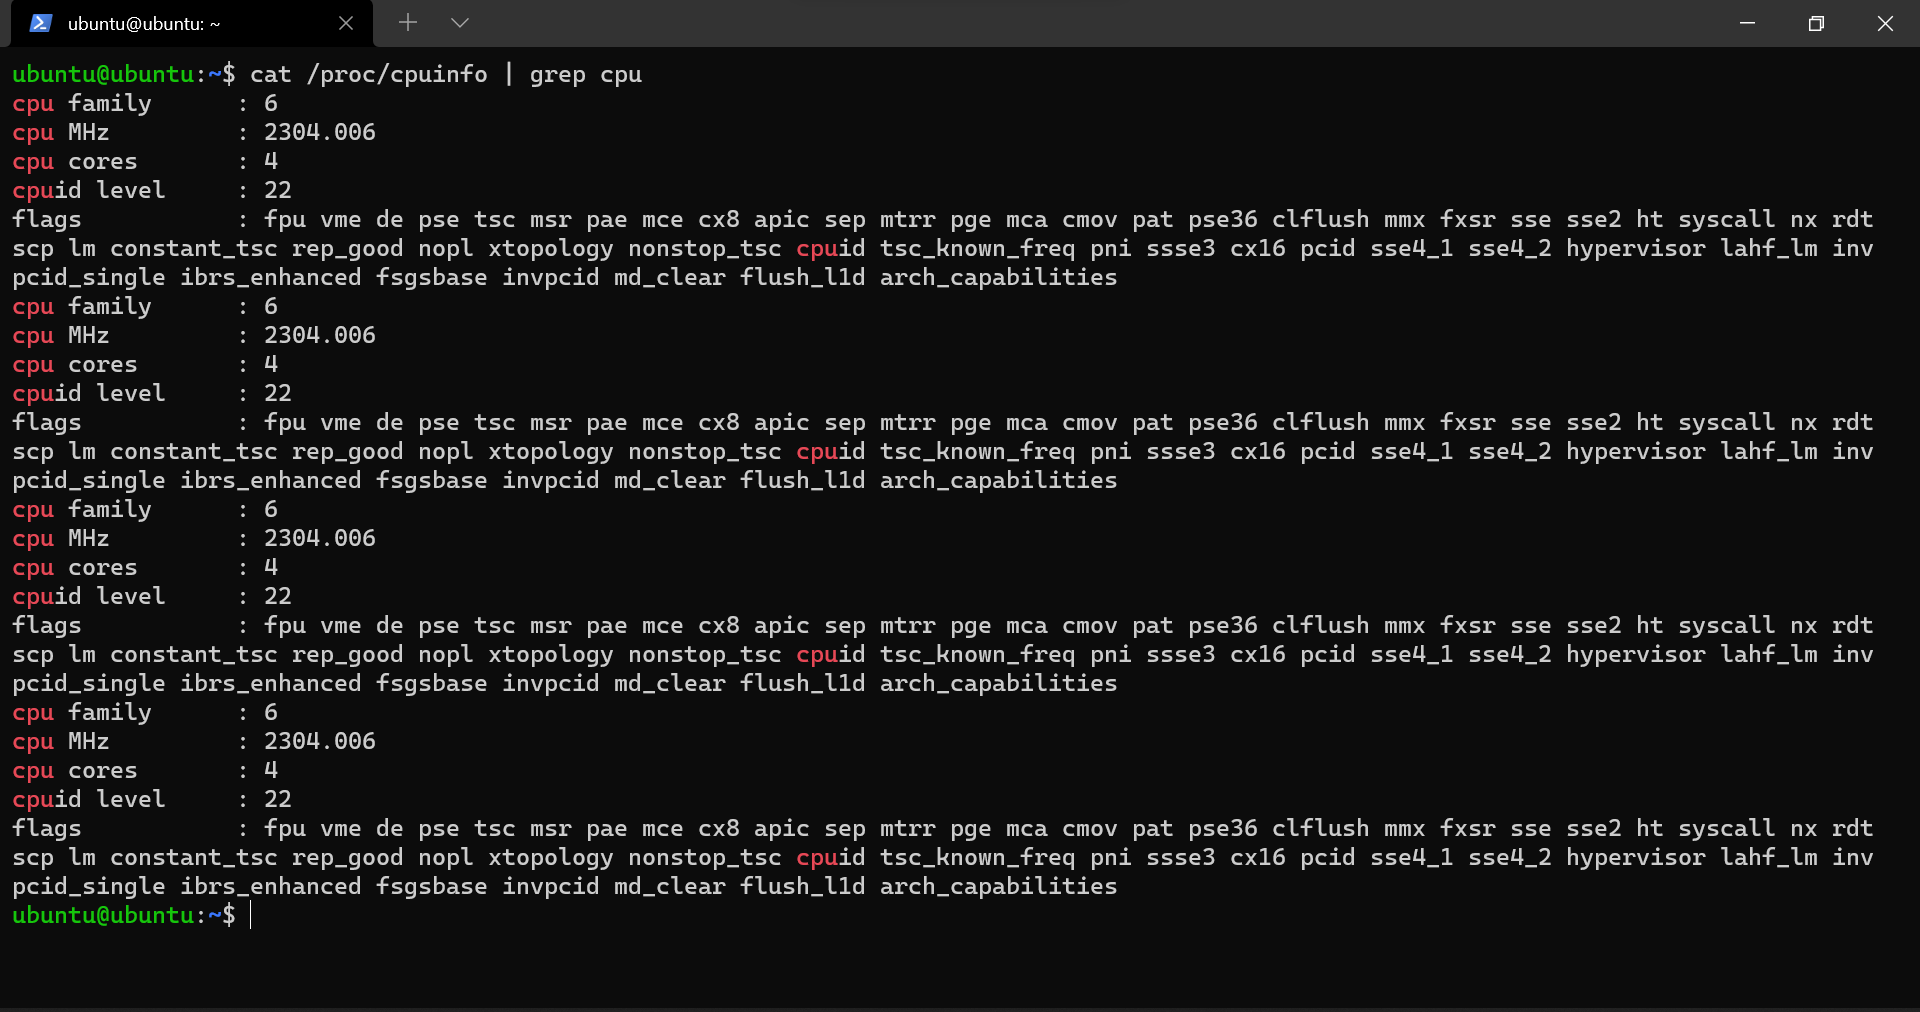 ubuntu@ubuntu: ~
ubuntu@ubuntu:~$ cat /proc/cpuinfo | grep cpu
cpu family      : 6
cpu MHz         : 2304.006
cpu cores       : 4
cpuid level     : 22
flags           : fpu vme de pse tsc msr pae mce cx8 apic sep mtrr pge mca cmov pat pse36 clflush mmx fxsr sse sse2 ht syscall nx rdt
scp lm constant_tsc rep_good nopl xtopology nonstop_tsc cpuid tsc_known_freq pni ssse3 cx16 pcid sse4_1 sse4_2 hypervisor lahf_lm inv
pcid_single ibrs_enhanced fsgsbase invpcid md_clear flush_l1d arch_capabilities
cpu family      : 6
cpu MHz         : 2304.006
cpu cores       : 4
cpuid level     : 22
flags           : fpu vme de pse tsc msr pae mce cx8 apic sep mtrr pge mca cmov pat pse36 clflush mmx fxsr sse sse2 ht syscall nx rdt
scp lm constant_tsc rep_good nopl xtopology nonstop_tsc cpuid tsc_known_freq pni ssse3 cx16 pcid sse4_1 sse4_2 hypervisor lahf_lm inv
pcid_single ibrs_enhanced fsgsbase invpcid md_clear flush_l1d arch_capabilities
cpu family      : 6
cpu MHz         : 2304.006
cpu cores       : 4
cpuid level     : 22
flags           : fpu vme de pse tsc msr pae mce cx8 apic sep mtrr pge mca cmov pat pse36 clflush mmx fxsr sse sse2 ht syscall nx rdt
scp lm constant_tsc rep_good nopl xtopology nonstop_tsc cpuid tsc_known_freq pni ssse3 cx16 pcid sse4_1 sse4_2 hypervisor lahf_lm inv
pcid_single ibrs_enhanced fsgsbase invpcid md_clear flush_l1d arch_capabilities
cpu family      : 6
cpu MHz         : 2304.006
cpu cores       : 4
cpuid level     : 22
flags           : fpu vme de pse tsc msr pae mce cx8 apic sep mtrr pge mca cmov pat pse36 clflush mmx fxsr sse sse2 ht syscall nx rdt
scp lm constant_tsc rep_good nopl xtopology nonstop_tsc cpuid tsc_known_freq pni ssse3 cx16 pcid sse4_1 sse4_2 hypervisor lahf_lm inv
pcid_single ibrs_enhanced fsgsbase invpcid md_clear flush_l1d arch_capabilities
ubuntu@ubuntu:~$